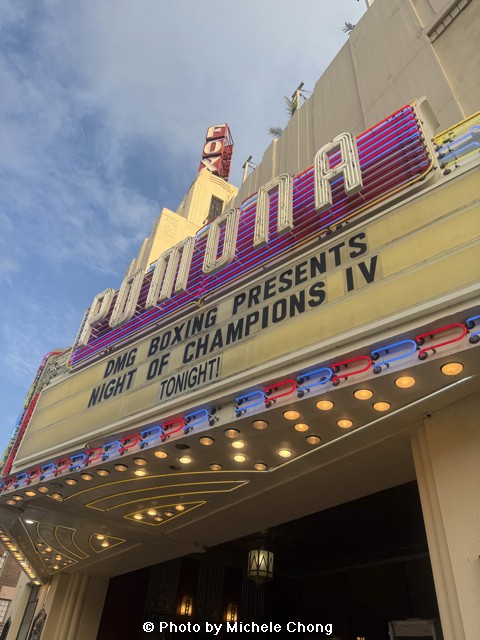 FOX
POMONA
DMG BOXING PRESENTS
NIGHT OF CHAMPIONS IV
TONIGHT!
© Photo by Michele Chong